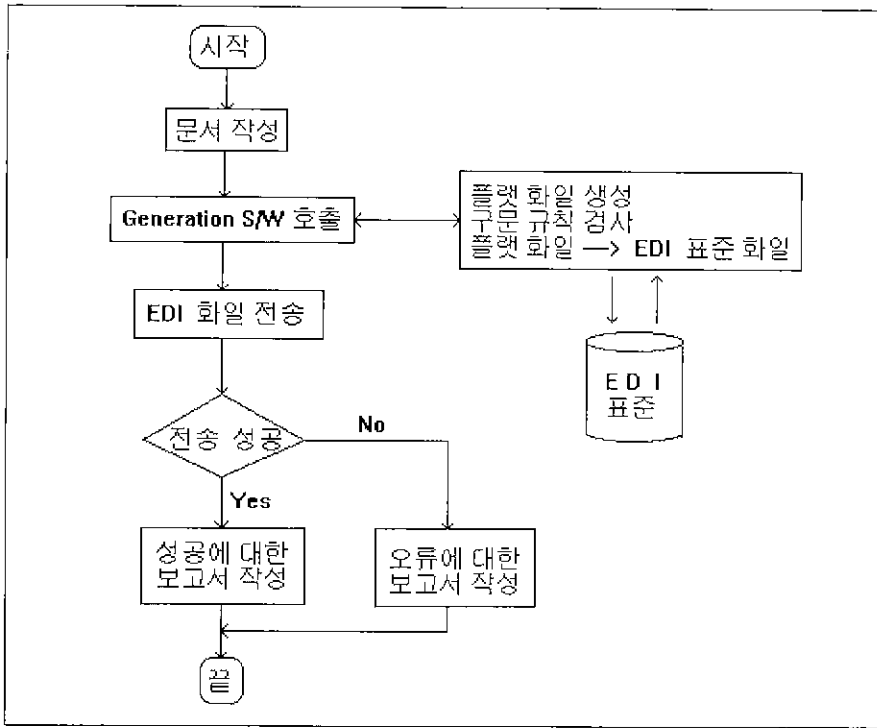 시작
문서 작성
Generation S/W 호출
플랫 화일 생성
구문 규칙 검사
플랫 화일 —> EDI 표준 화일
EDI 화일 전송
E D I
표준
전송 성공
No
Yes
성공에 대한
보고서 작성
오류에 대한
보고서 작성
끝